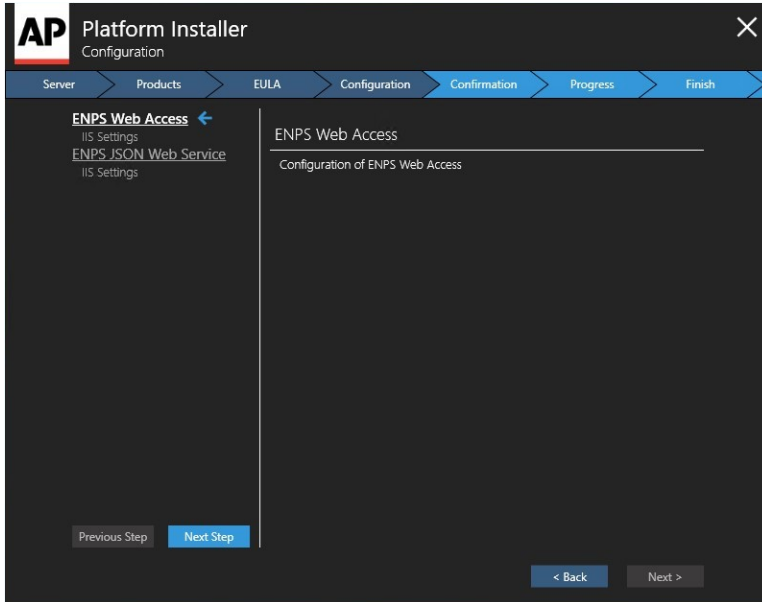 AP
Platform Installer
Configuration
Server Products EULA Configuration Confirmation Progress Finish
ENPS Web Access
IIS Settings
ENPS JSON Web Service
IIS Settings
ENPS Web Access
Configuration of ENPS Web Access
Previous Step Next Step
< Back Next >